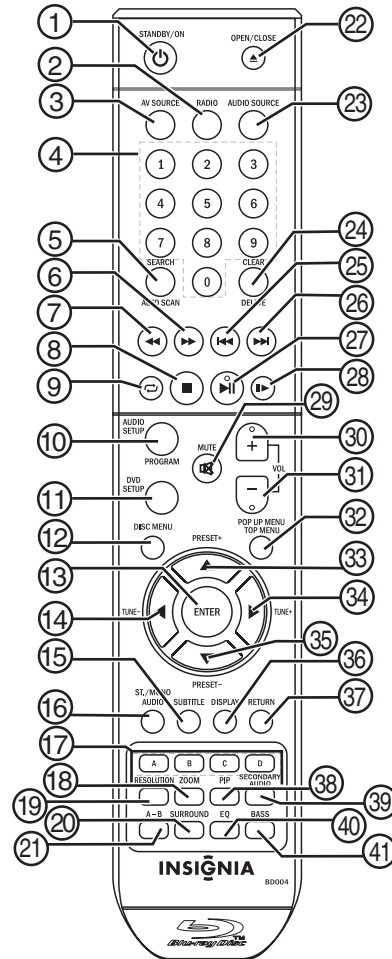 1 STANDBY/ON OPEN/CLOSE 22
2
3 AV SOURCE RADIO AUDIO SOURCE 23
4
1 2 3
4 5 6
7 8 9 24
5 SEARCH 0 CLEAR 25
6 AUTO SCAN DELETE 26
7
27
8
28
9
29
10 AUDIO SETUP MUTE + 30
PROGRAM VOL
11 DVD SETUP – 31
12 DISC MENU POP UP MENU TOP MENU 32
PRESET+
13 33
14 TUNE– ENTER TUNE+ 34
15 35
PRESET– 36
16 ST./MONO AUDIO SUBTITLE DISPLAY RETURN 37
17
A B C D
18 RESOLUTION ZOOM PIP SECONDARY AUDIO 38
19 39
20 A–B SURROUND EQ BASS 40
21 41
INSIGNIA
BD004
Blu-ray Disc
TM